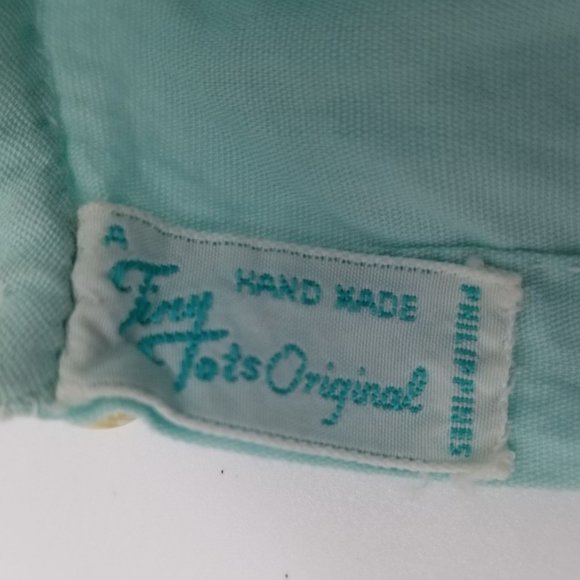 A
Tiny HAND MADE
Tots Original
PHILIPPINES